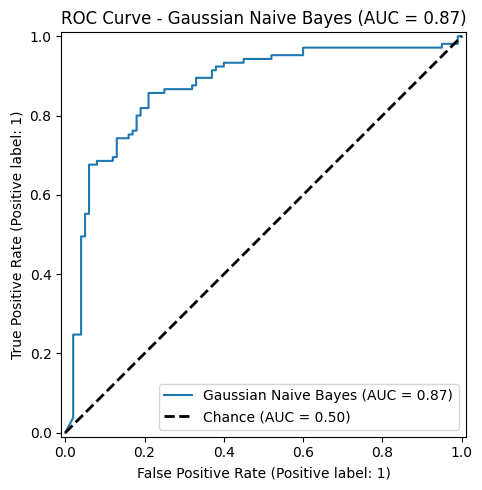 ROC Curve - Gaussian Naive Bayes (AUC = 0.87)
1.0
0.8
0.6
0.4
0.2
0.0
True Positive Rate (Positive label: 1)
Gaussian Naive Bayes (AUC = 0.87)
Chance (AUC = 0.50)
0.0 0.2 0.4 0.6 0.8 1.0
False Positive Rate (Positive label: 1)